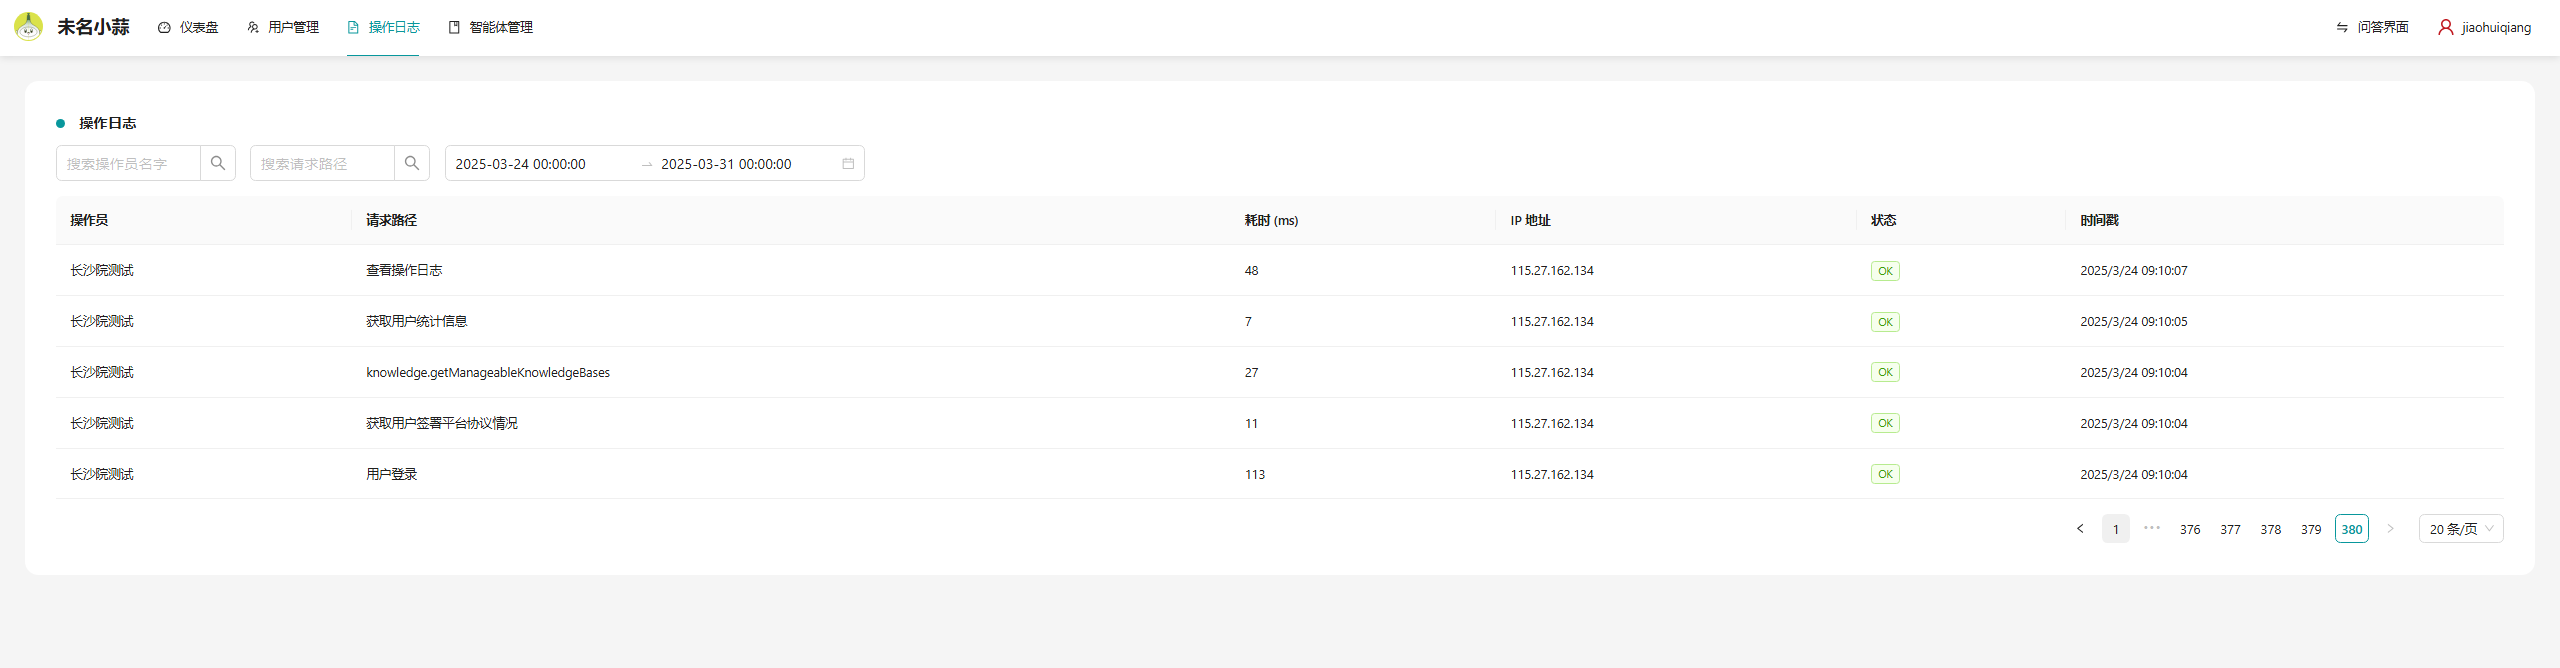 未名小蒜 仪表盘 用户管理 操作日志 智能体管理 问答界面 jiaohuiqiang
操作日志
搜索操作员名字 搜索请求路径 2025-03-24 00:00:00 → 2025-03-31 00:00:00
操作员 请求路径 耗时 (ms) IP 地址 状态 时间戳
长沙院测试 查看操作日志 48 115.27.162.134 OK 2025/3/24 09:10:07
长沙院测试 获取用户统计信息 7 115.27.162.134 OK 2025/3/24 09:10:05
长沙院测试 knowledge.getManageableKnowledgeBases 27 115.27.162.134 OK 2025/3/24 09:10:04
长沙院测试 获取用户签署平台协议情况 11 115.27.162.134 OK 2025/3/24 09:10:04
长沙院测试 用户登录 113 115.27.162.134 OK 2025/3/24 09:10:04
< 1 ••• 376 377 378 379 380 > 20 条/页